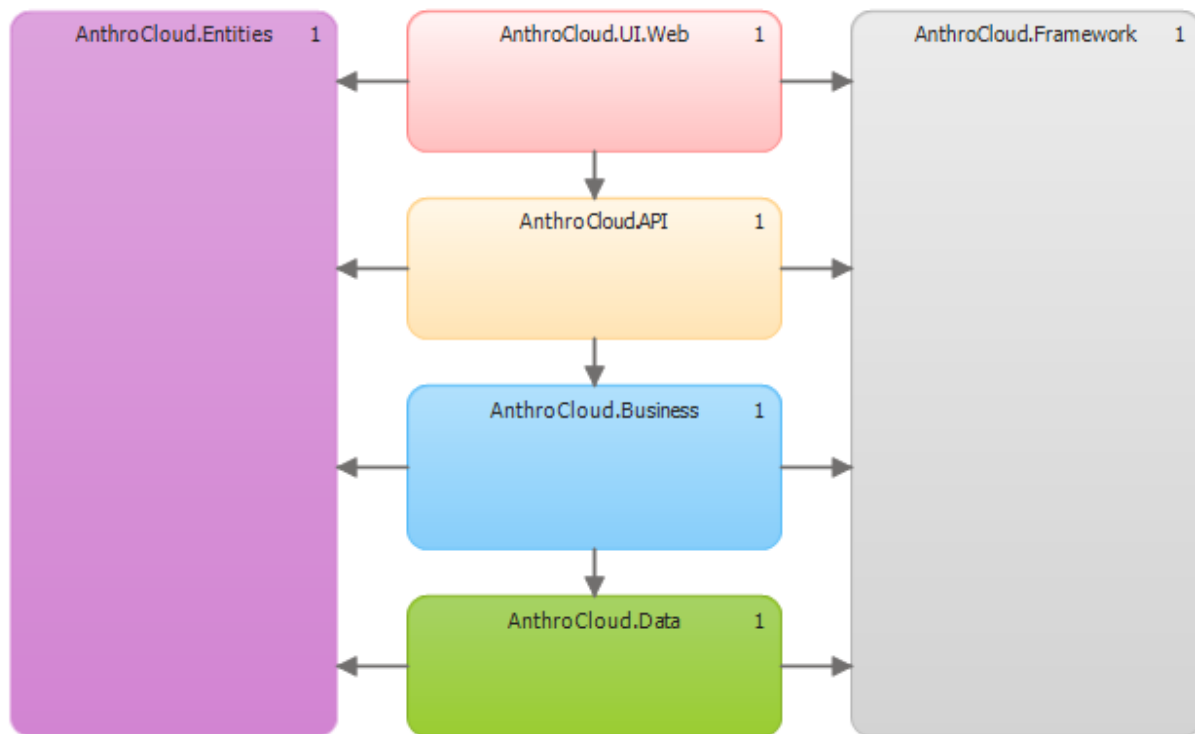 AnthroCloud.Entities 1
AnthroCloud.UI.Web 1
AnthroCloud.Framework 1
AnthroCloud.API 1
AnthroCloud.Business 1
AnthroCloud.Data 1